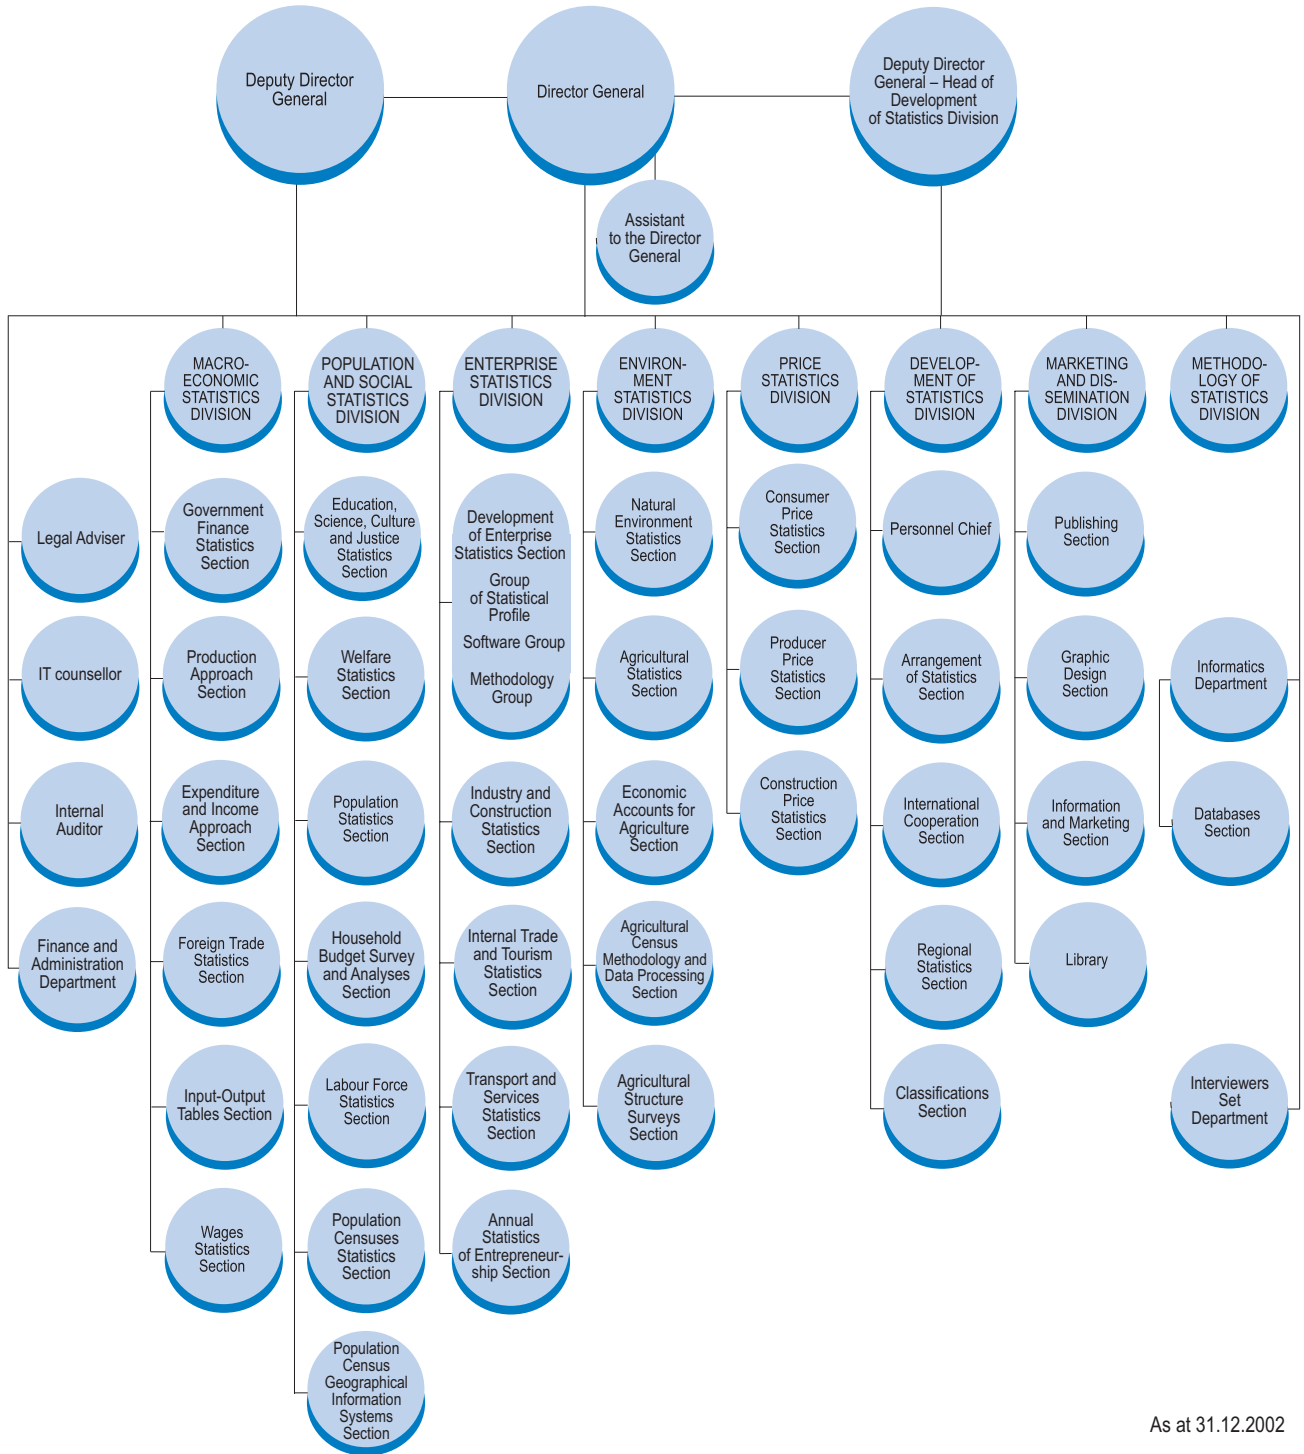 Deputy Director
General
Director General
Deputy Director
General – Head of
Development
of Statistics Division
Assistant
to the Director
General
MACRO-
ECONOMIC
STATISTICS
DIVISION
POPULATION
AND SOCIAL
STATISTICS
DIVISION
ENTERPRISE
STATISTICS
DIVISION
ENVIRON-
MENT
STATISTICS
DIVISION
PRICE
STATISTICS
DIVISION
DEVELOP-
MENT OF
STATISTICS
DIVISION
MARKETING
AND DIS-
SEMINATION
DIVISION
METHODO-
LOGY OF
STATISTICS
DIVISION
Legal Adviser
Government
Finance
Statistics
Section
Education,
Science, Culture
and Justice
Statistics
Section
Development
of Enterprise
Statistics Section
Group
of Statistical
Profile
Software Group
Methodology
Group
Natural
Environment
Statistics
Section
Consumer
Price
Statistics
Section
Personnel Chief
Publishing
Section
IT counsellor
Production
Approach
Section
Welfare
Statistics
Section
Agricultural
Statistics
Section
Producer
Price
Statistics
Section
Arrangement
of Statistics
Section
Graphic
Design
Section
Informatics
Department
Internal
Auditor
Expenditure
and Income
Approach
Section
Population
Statistics
Section
Industry and
Construction
Statistics
Section
Economic
Accounts for
Agriculture
Section
Construction
Price
Statistics
Section
International
Cooperation
Section
Information
and Marketing
Section
Databases
Section
Finance and
Administration
Department
Foreign Trade
Statistics
Section
Household
Budget Survey
and Analyses
Section
Internal Trade
and Tourism
Statistics
Section
Agricultural
Census
Methodology and
Data Processing
Section
Regional
Statistics
Section
Library
Input-Output
Tables Section
Labour Force
Statistics
Section
Transport and
Services
Statistics
Section
Agricultural
Structure
Surveys
Section
Classifications
Section
Interviewers
Set
Department
Wages
Statistics
Section
Population
Censuses
Statistics
Section
Annual
Statistics
of Entrepreneur-
ship Section
Population
Census
Geographical
Information
Systems
Section
As at 31.12.2002